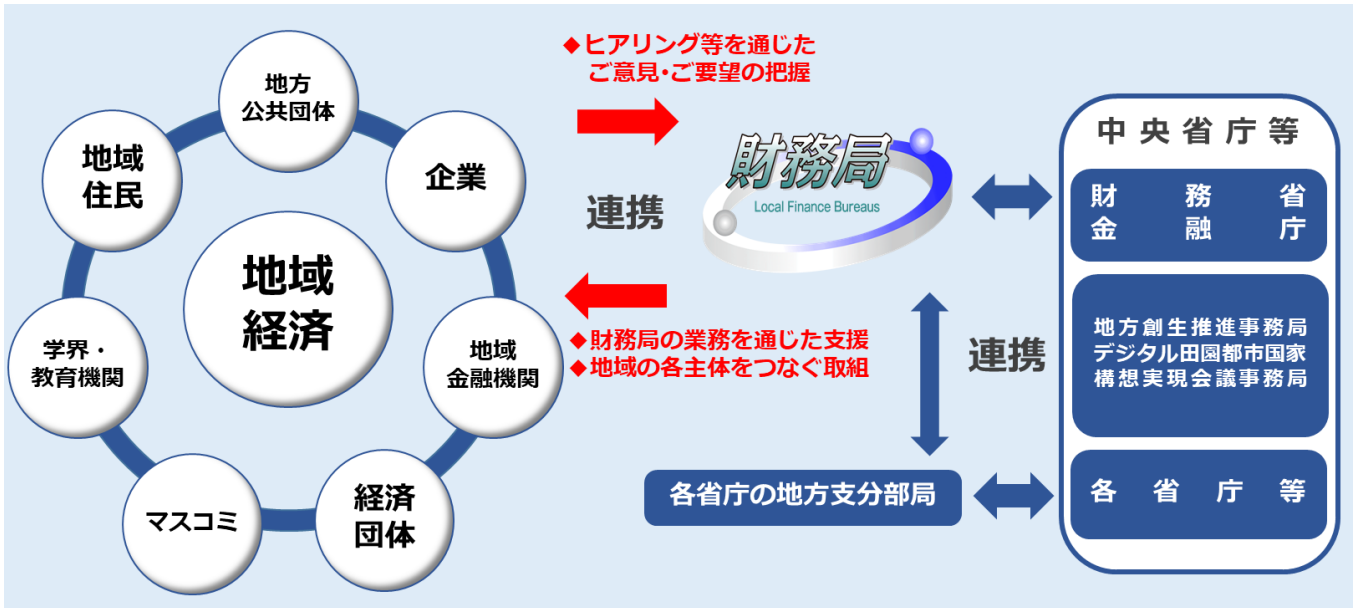 地方
公共団体
企業
地域
金融機関
経済
団体
マスコミ
学界・
教育機関
地域
住民
地域
経済
◆ヒアリング等を通じた
ご意見・ご要望の把握
連携
◆財務局の業務を通じた支援
◆地域の各主体をつなぐ取組
財務局
Local Finance Bureaus
連携
各省庁の地方支分部局
中央省庁等
財務省
金融庁
地方創生推進事務局
デジタル田園都市国家
構想実現会議事務局
各省庁等